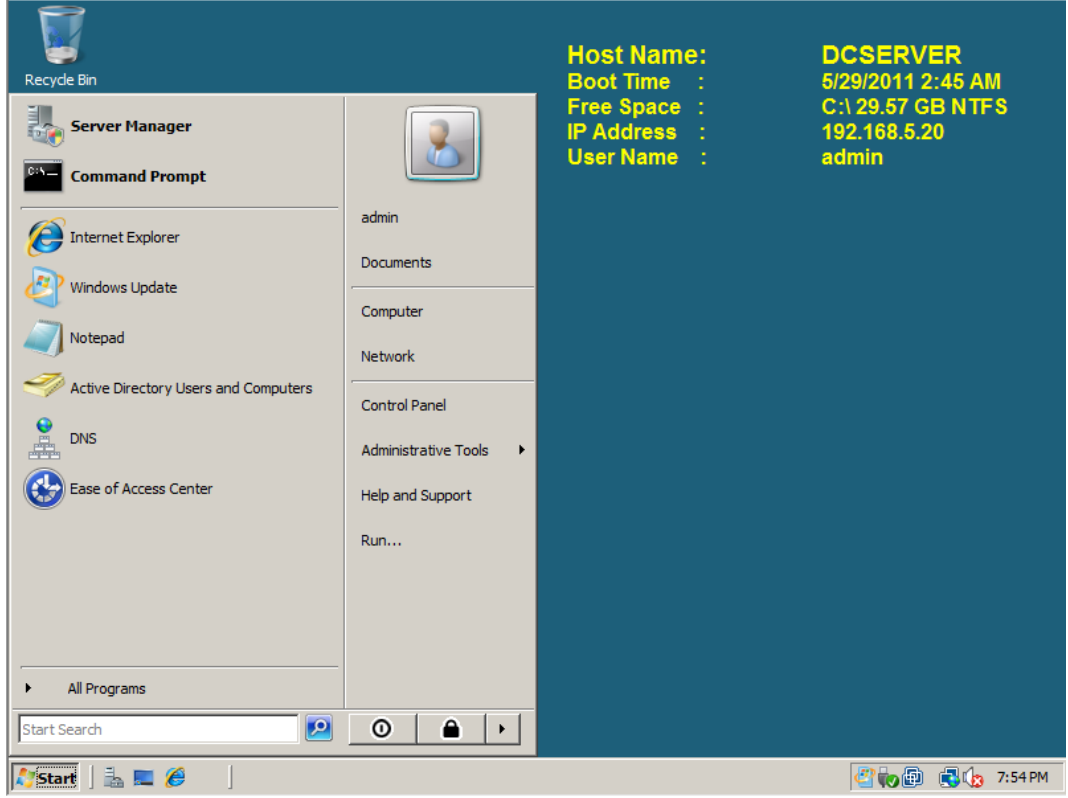 Recycle Bin
Host Name: DCSERVER
Boot Time : 5/29/2011 2:45 AM
Free Space : C:\ 29.57 GB NTFS
IP Address : 192.168.5.20
User Name : admin
Server Manager
C:\_
Command Prompt
Internet Explorer
Windows Update
Notepad
Active Directory Users and Computers
DNS
Ease of Access Center
All Programs
Start Search
admin
Documents
Computer
Network
Control Panel
Administrative Tools
Help and Support
Run...
Start
7:54 PM